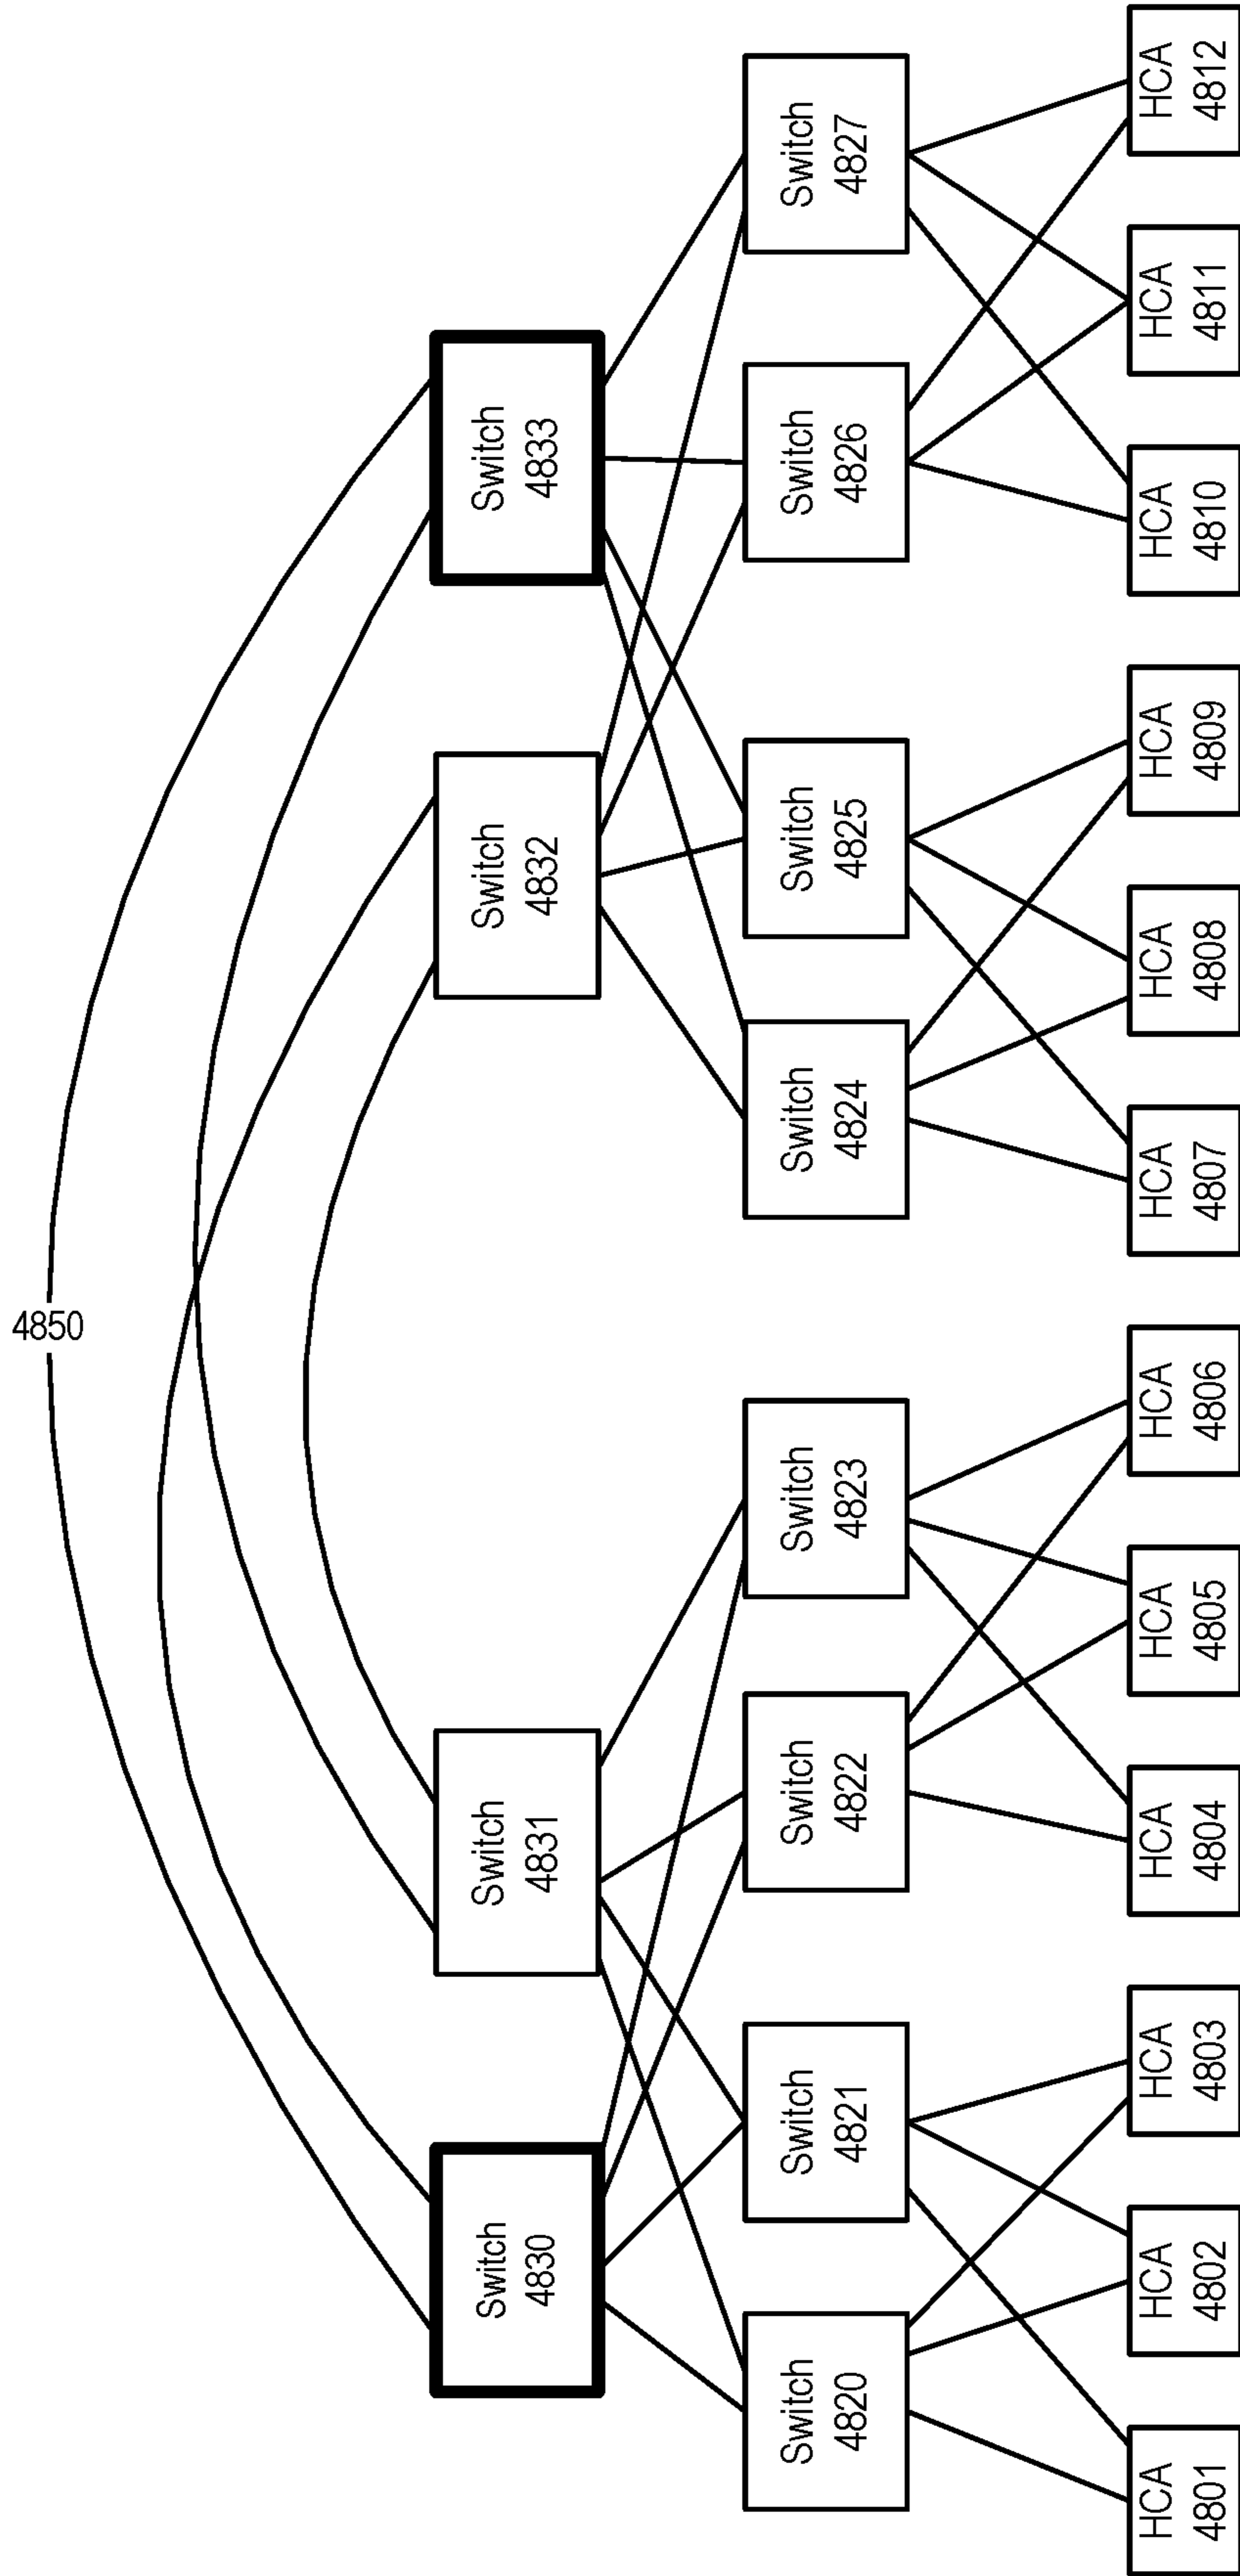 4850
Switch
4830
Switch
4831
Switch
4832
Switch
4833
Switch
4820
Switch
4821
Switch
4822
Switch
4823
Switch
4824
Switch
4825
Switch
4826
Switch
4827
HCA
4801
HCA
4802
HCA
4803
HCA
4804
HCA
4805
HCA
4806
HCA
4807
HCA
4808
HCA
4809
HCA
4810
HCA
4811
HCA
4812